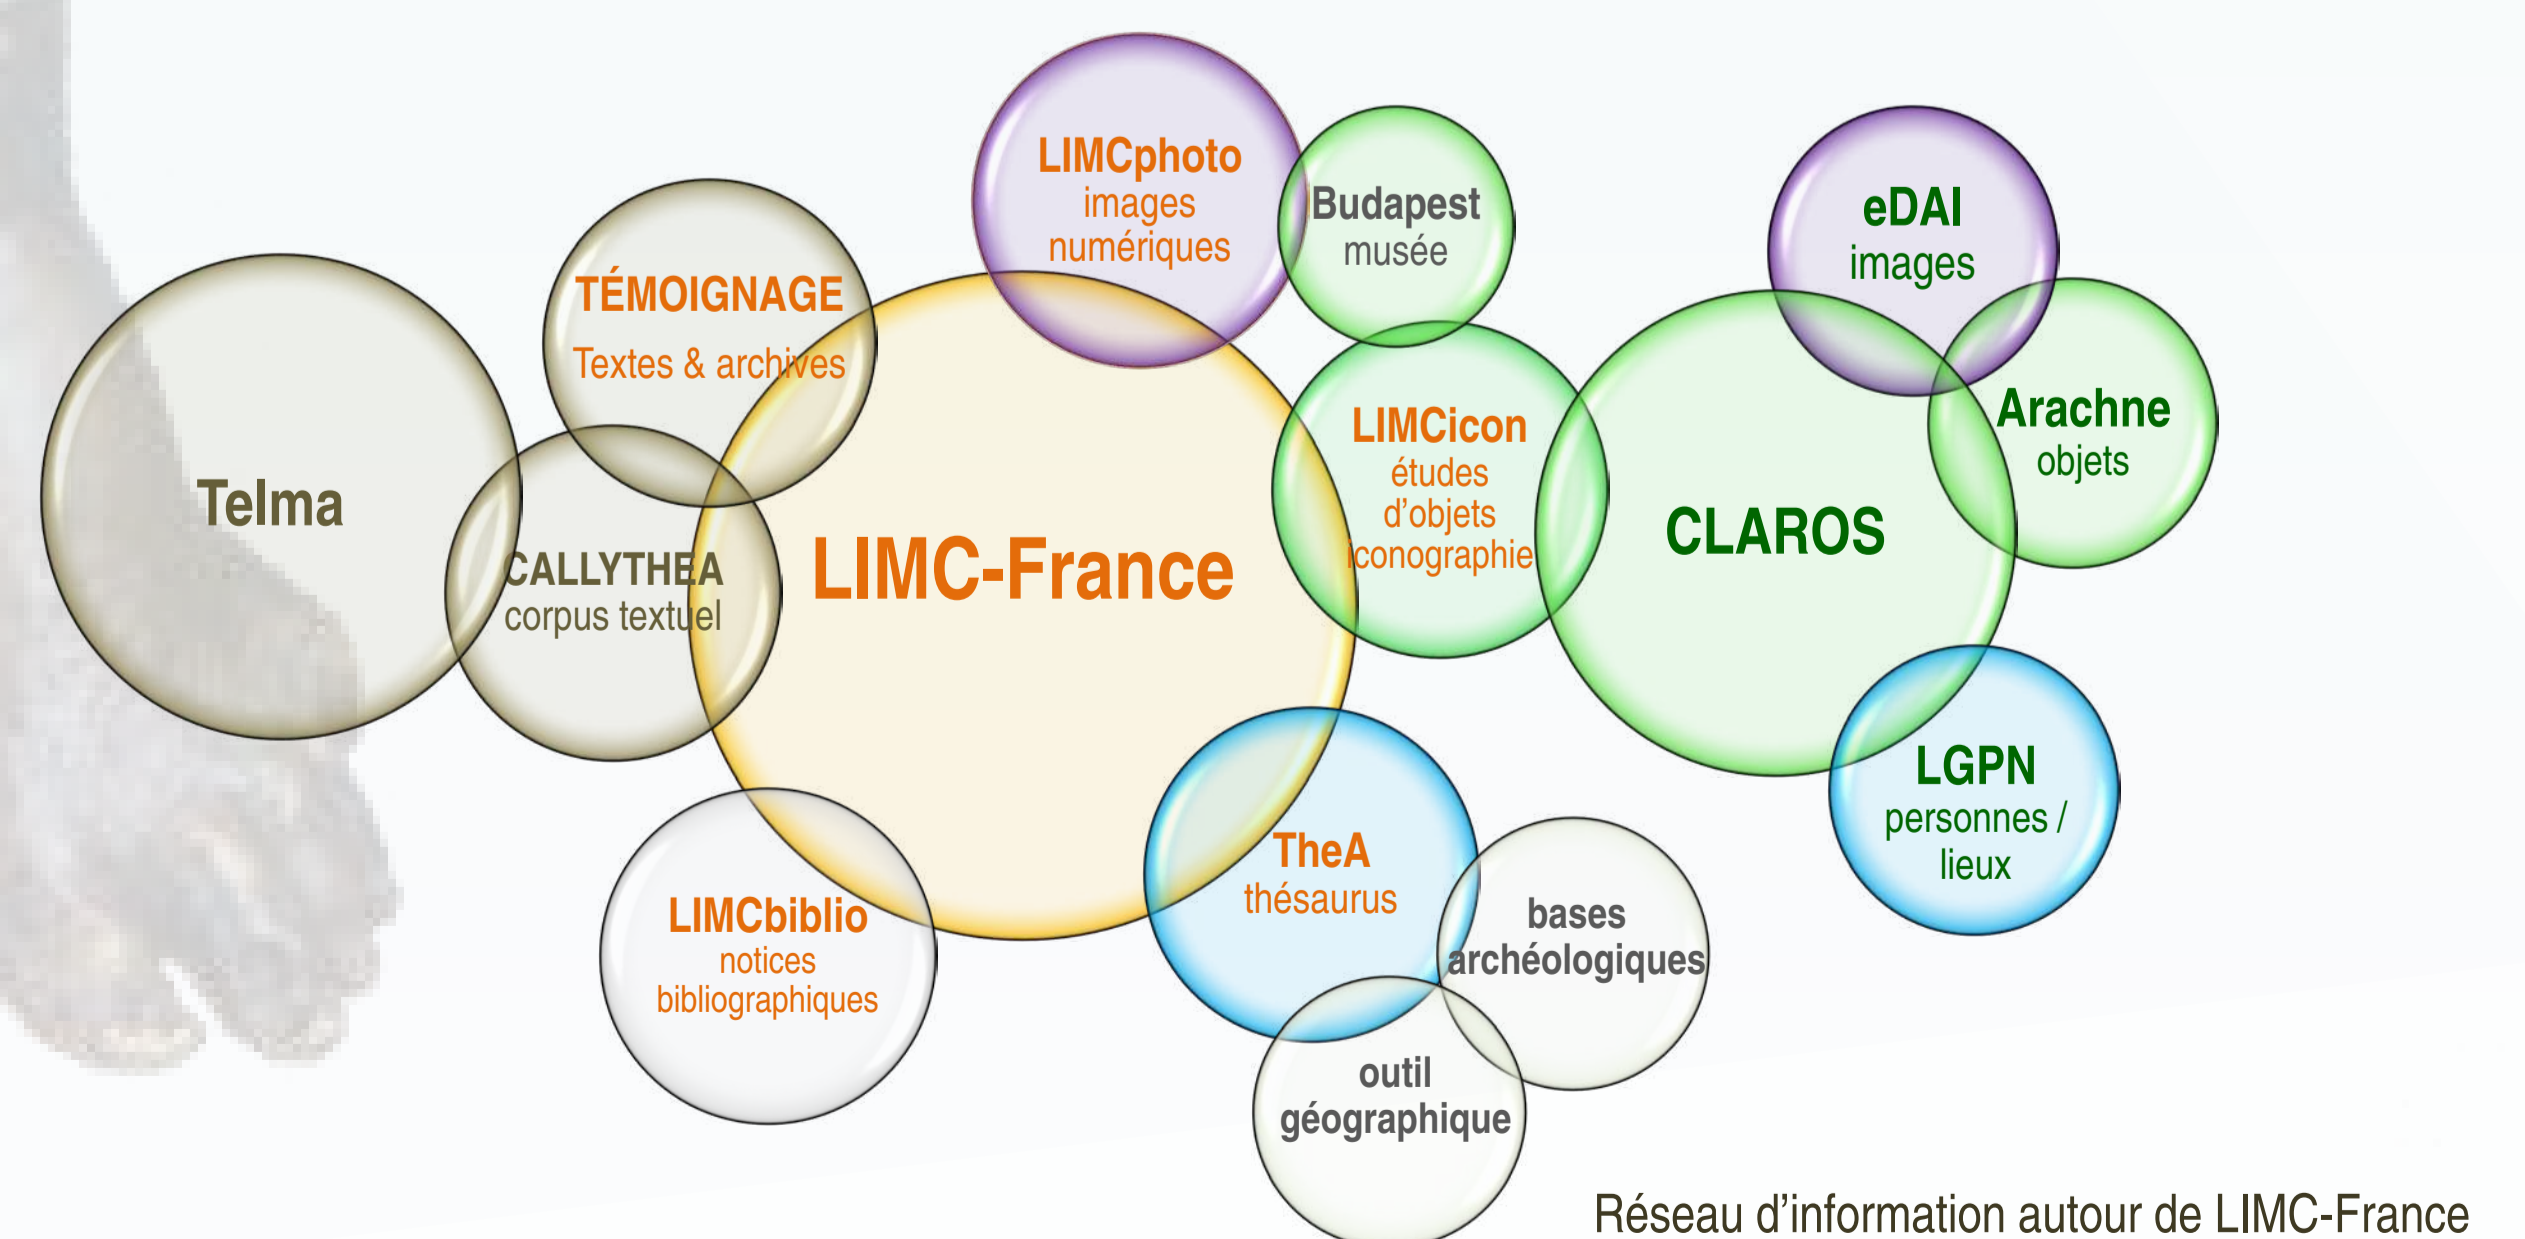 LIMCphoto
images
numériques
Budapest
musée
eDAI
images
TÉMOIGNAGE
Textes & archives
Telma
CALLYTHEA
corpus textuel
LIMC-France
LIMCicon
études
d'objets
iconographie
CLAROS
Arachne
objets
LGPN
personnes /
lieux
LIMCbiblio
notices
bibliographiques
TheA
thésaurus
bases
archéologiques
outil
géographique
Réseau d'information autour de LIMC-France